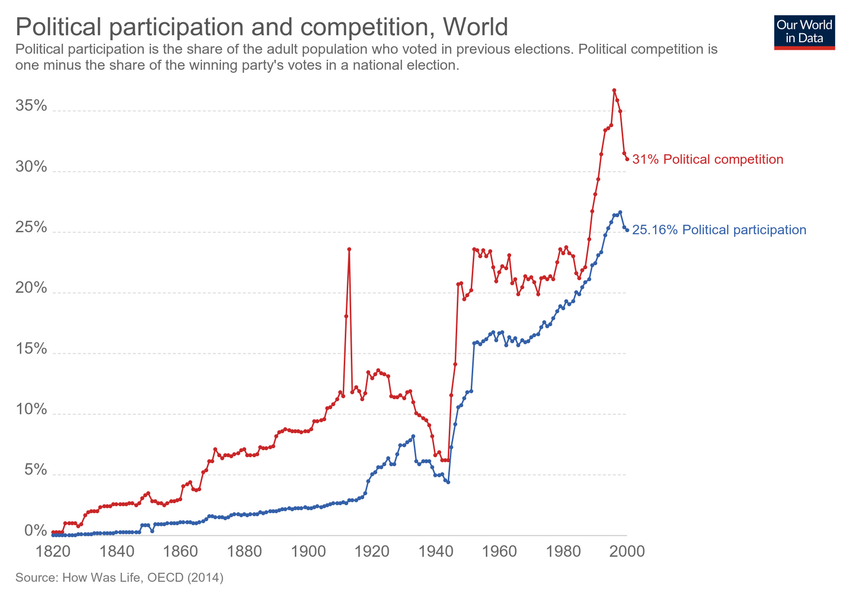 Political participation and competition, World
Our World
in Data
Political participation is the share of the adult population who voted in previous elections. Political competition is
one minus the share of the winning party's votes in a national election.
35%
30%
25%
20%
15%
10%
5%
0%
31% Political competition
25.16% Political participation
1820 1840 1860 1880 1900 1920 1940 1960 1980 2000
Source: How Was Life, OECD (2014)